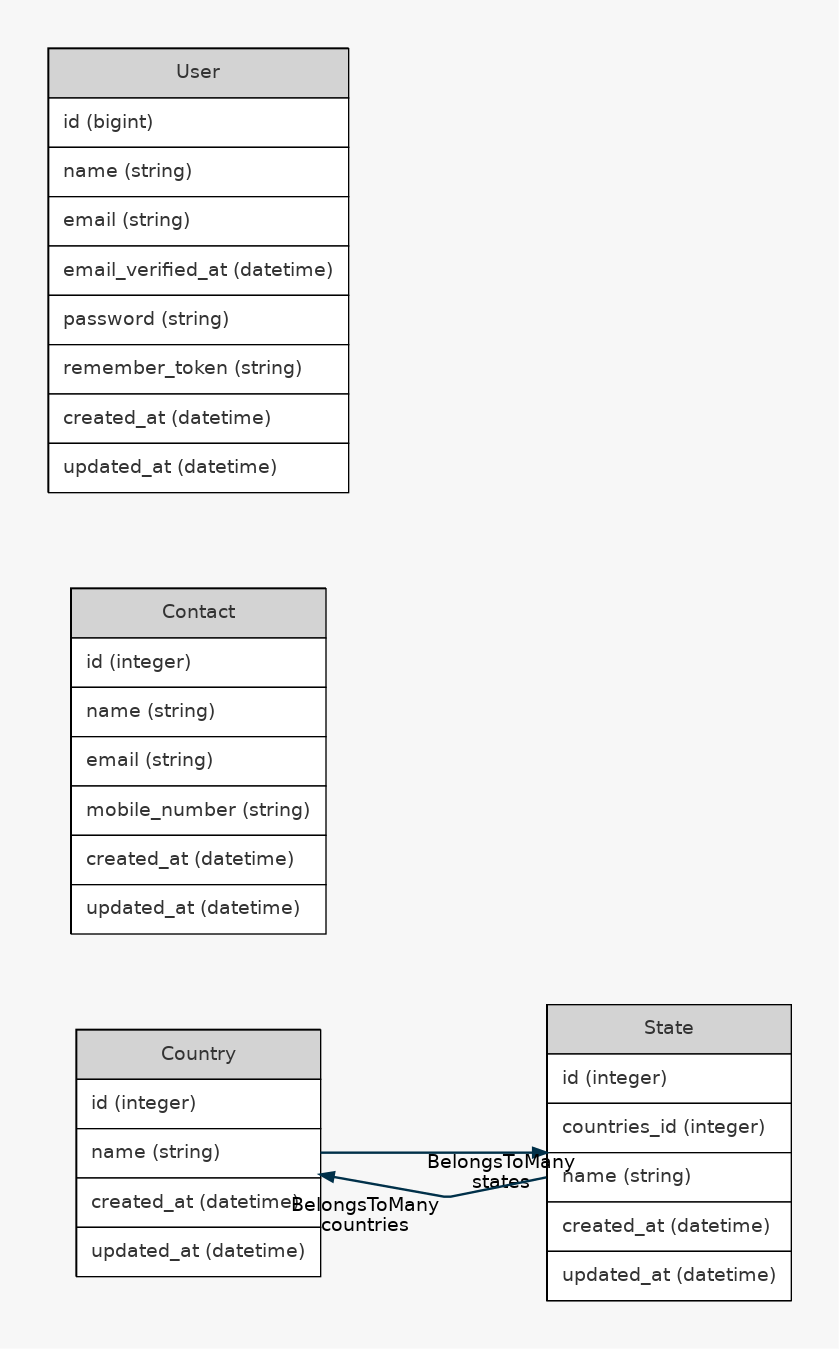 User
id (bigint)
name (string)
email (string)
email_verified_at (datetime)
password (string)
remember_token (string)
created_at (datetime)
updated_at (datetime)
Contact
id (integer)
name (string)
email (string)
mobile_number (string)
created_at (datetime)
updated_at (datetime)
Country
id (integer)
name (string)
created_at (datetime)
updated_at (datetime)
BelongsToMany
states
BelongsToMany
countries
State
id (integer)
countries_id (integer)
name (string)
created_at (datetime)
updated_at (datetime)